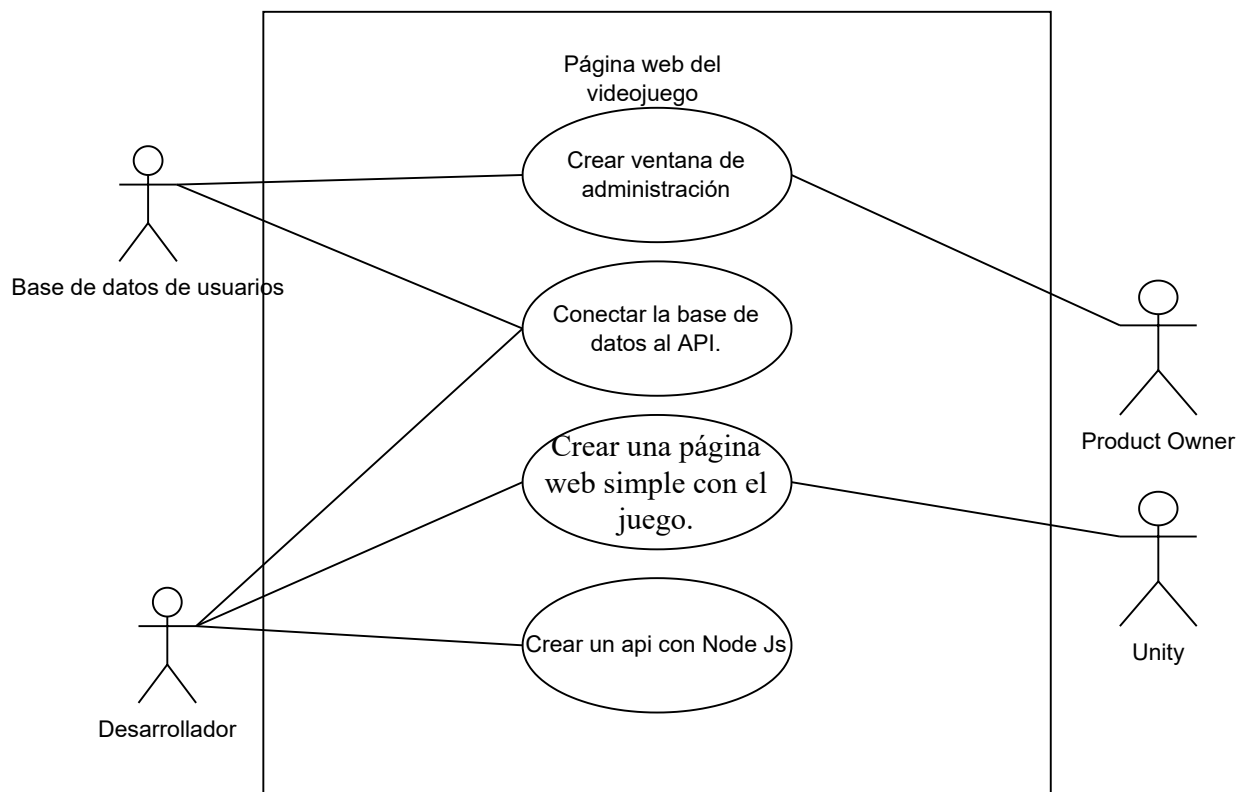 Página web del
videojuego
Crear ventana de
administración
Base de datos de usuarios
Conectar la base de
datos al API.
Product Owner
Crear una página
web simple con el
juego.
Unity
Crear un api con Node Js
Desarrollador